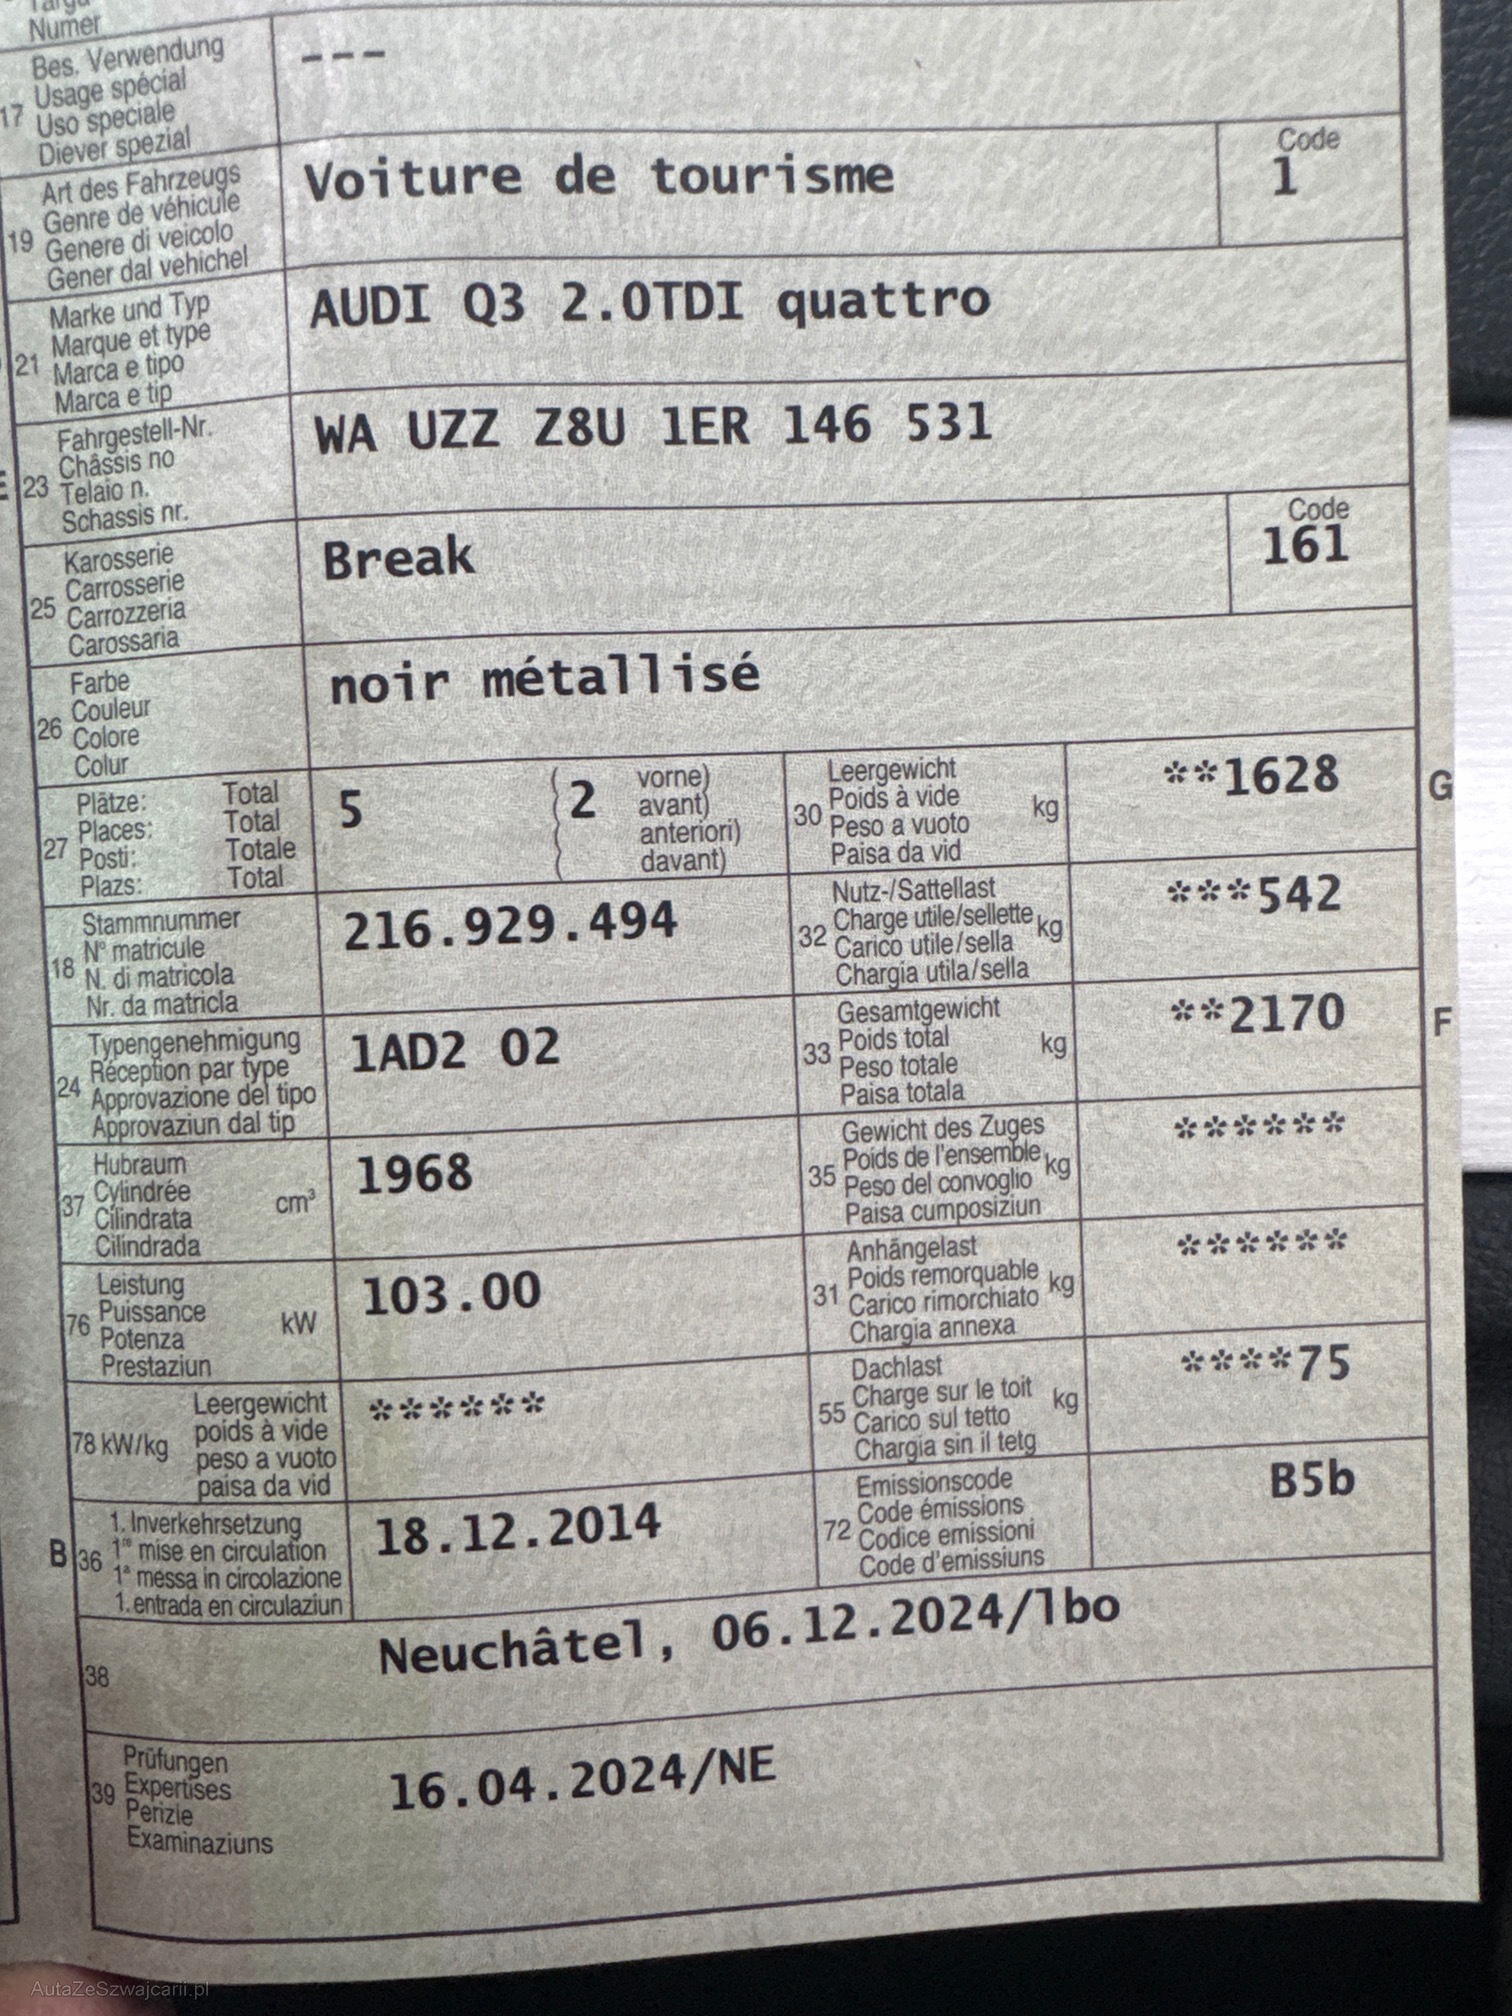 Numer
17
Bes. Verwendung
Usage spécial
Uso speciale
Diever spezial
---
19
Art des Fahrzeugs
Genre de véhicule
Genere di veicolo
Gener dal vehichel
Voiture de tourisme
Code
1
21
Marke und Typ
Marque et type
Marca e tipo
Marca e tip
AUDI Q3 2.0TDI quattro
E
23
Fahrgestell-Nr.
Châssis no
Telaio n.
Schassis nr.
WA UZZ Z8U 1ER 146 531
25
Karosserie
Carrosserie
Carrozzeria
Carossaria
Break
Code
161
26
Farbe
Couleur
Colore
Colur
noir métallisé
27
Plätze: Total
Places: Total
Posti: Totale
Plazs: Total
5
(2 vorne)
avant)
anteriori)
davant)
30
Leergewicht
Poids à vide
Peso a vuoto
Paisa da vid
kg
**1628
G
18
Stammnummer
N° matricule
N. di matricola
Nr. da matricla
216.929.494
32
Nutz-/Sattellast
Charge utile/sellette
Carico utile/sella
Chargia utila/sella
kg
***542
24
Typengenehmigung
Réception par type
Approvazione del tipo
Approvaziun dal tip
1AD2 02
33
Gesamtgewicht
Poids total
Peso totale
Paisa totala
kg
**2170
F
37
Hubraum
Cylindrée
Cilindrata
Cilindrada
cm³
1968
35
Gewicht des Zuges
Poids de l'ensemble
Peso del convoglio
Paisa cumposiziun
kg
******
76
Leistung
Puissance
Potenza
Prestaziun
kW
103.00
31
Anhängelast
Poids remorquable
Carico rimorchiato
Chargia annexa
kg
******
78 kW/kg
Leergewicht
poids à vide
peso a vuoto
paisa da vid
******
55
Dachlast
Charge sur le toit
Carico sul tetto
Chargia sin il tetg
kg
****75
B
36
1. Inverkehrsetzung
1re mise en circulation
1a messa in circolazione
1. entrada en circulaziun
18.12.2014
72
Emissionscode
Code émissions
Codice emissioni
Code d'emissiuns
B5b
38
Neuchâtel, 06.12.2024/lbo
39
Prüfungen
Expertises
Perizie
Examinaziuns
16.04.2024/NE
AutaZeSzwajcarii.pl